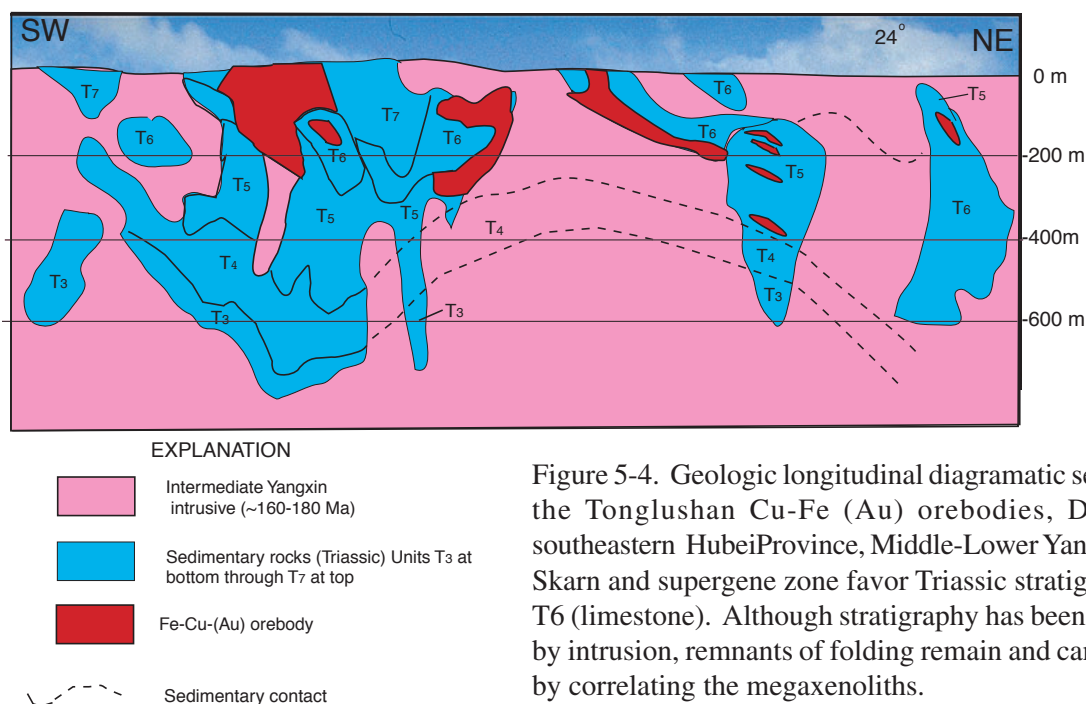 SW
24°
NE
0 m
T7
T6
T5
T7
T6
T6
T6
T6
T5
-200 m
T5
T5
T5
T6
T4
-400m
T4
T4
T3
T3
T3
T3
-600 m
EXPLANATION
Intermediate Yangxin
intrusive (~160-180 Ma)
Sedimentary rocks (Triassic) Units T3 at
bottom through T7 at top
Fe-Cu-(Au) orebody
Sedimentary contact
Figure 5-4. Geologic longitudinal diagramatic se
the Tonglushan Cu-Fe (Au) orebodies, D
southeastern HubeiProvince, Middle-Lower Yan
Skarn and supergene zone favor Triassic stratig
T6 (limestone). Although stratigraphy has been
by intrusion, remnants of folding remain and can
by correlating the megaxenoliths.